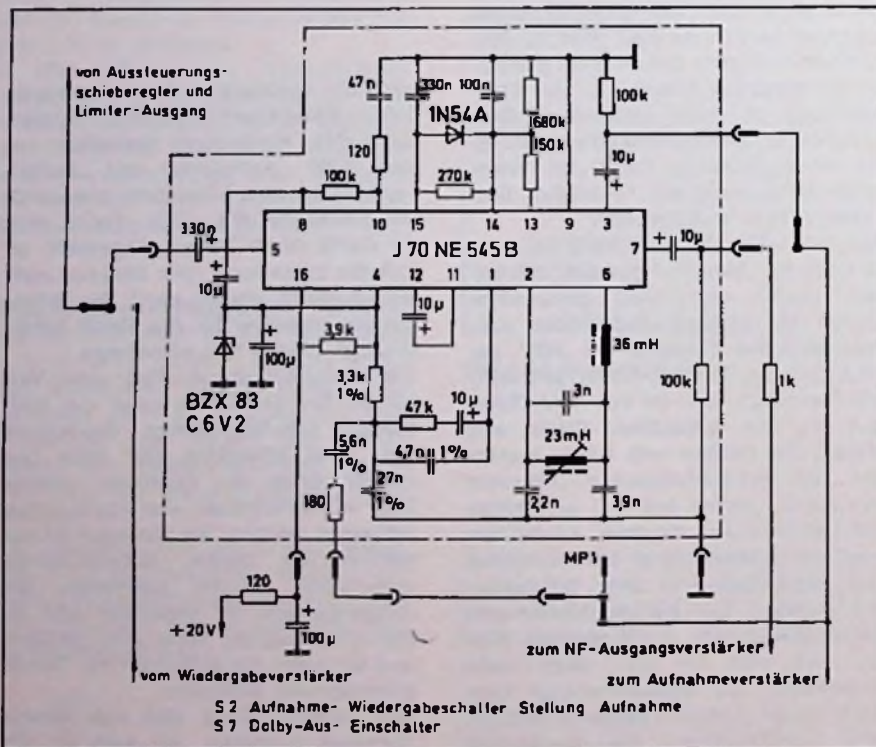 von Aussteuerungs-
schieberegler und
Limiter-Ausgang
47n
330n
100n
1N54A
100k
680k
150k
120
10µ
+
100k
270k
8
10
15
14
13
9
3
330n
+
5
J 70 NE 545 B
7
+
10µ
16
4
12
11
2
6
10µ
+
+
100µ
10µ
+
3,9k
36 mH
BZX 83
C 6 V 2
3,3k
1%
47k
10µ
+
3n
100k
1k
5,6n
1%
4,7n
1%
23mH
180
27n
1%
2,2n
3,9n
MP1
120
+20V
+
100µ
zum NF-Ausgangsverstärker
vom Wiedergabeverstärker
zum Aufnahmeverstärker
S2 Aufnahme- Wiedergabeschalter Stellung Aufnahme
S7 Dolby-Aus- Einschalter